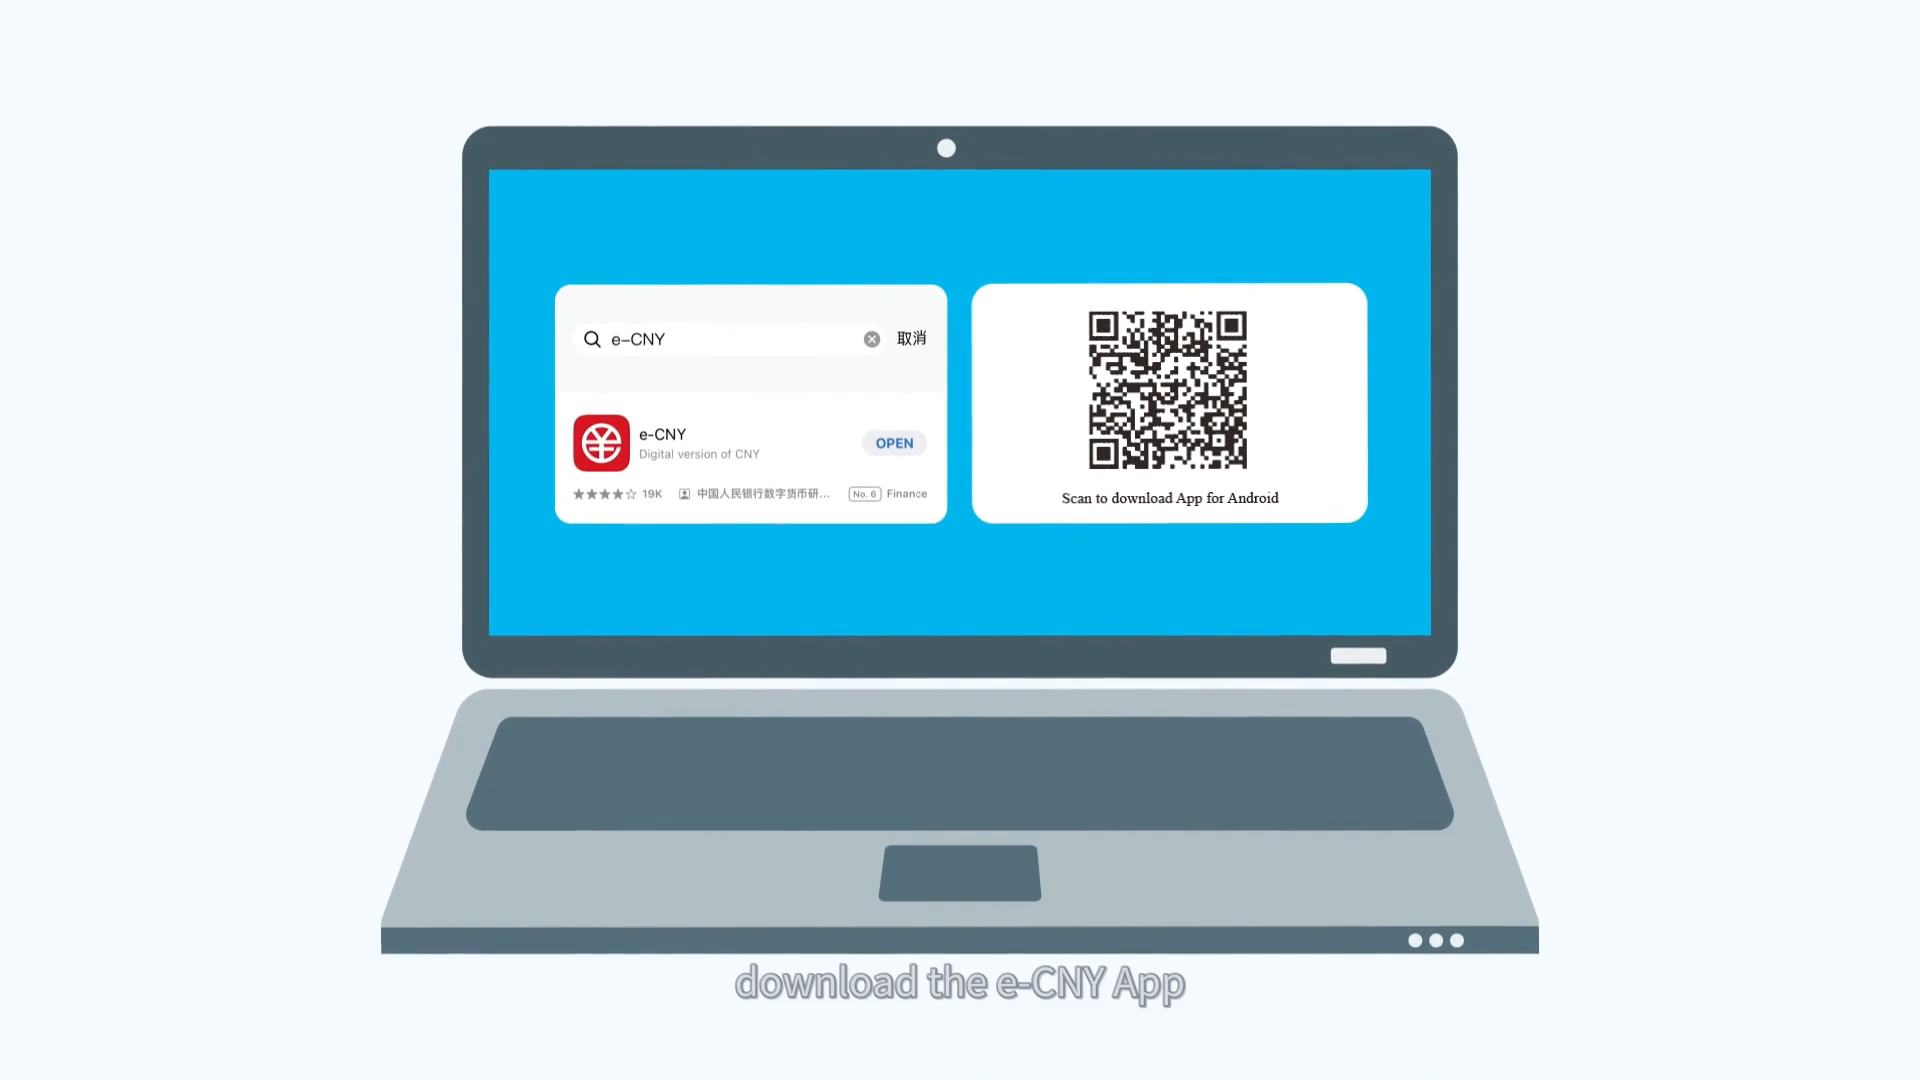 e-CNY
取消
e-CNY
Digital version of CNY
OPEN
19K
中国人民银行数字货币研...
No. 6
Finance
Scan to download App for Android
download the e-CNY App